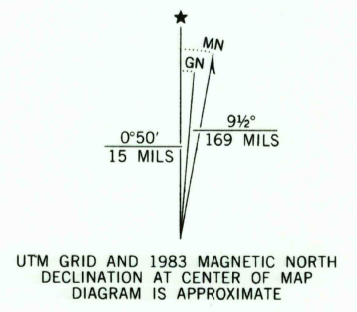 MN
GN
0°50'
15 MILS
9½°
169 MILS
UTM GRID AND 1983 MAGNETIC NORTH
DECLINATION AT CENTER OF MAP
DIAGRAM IS APPROXIMATE